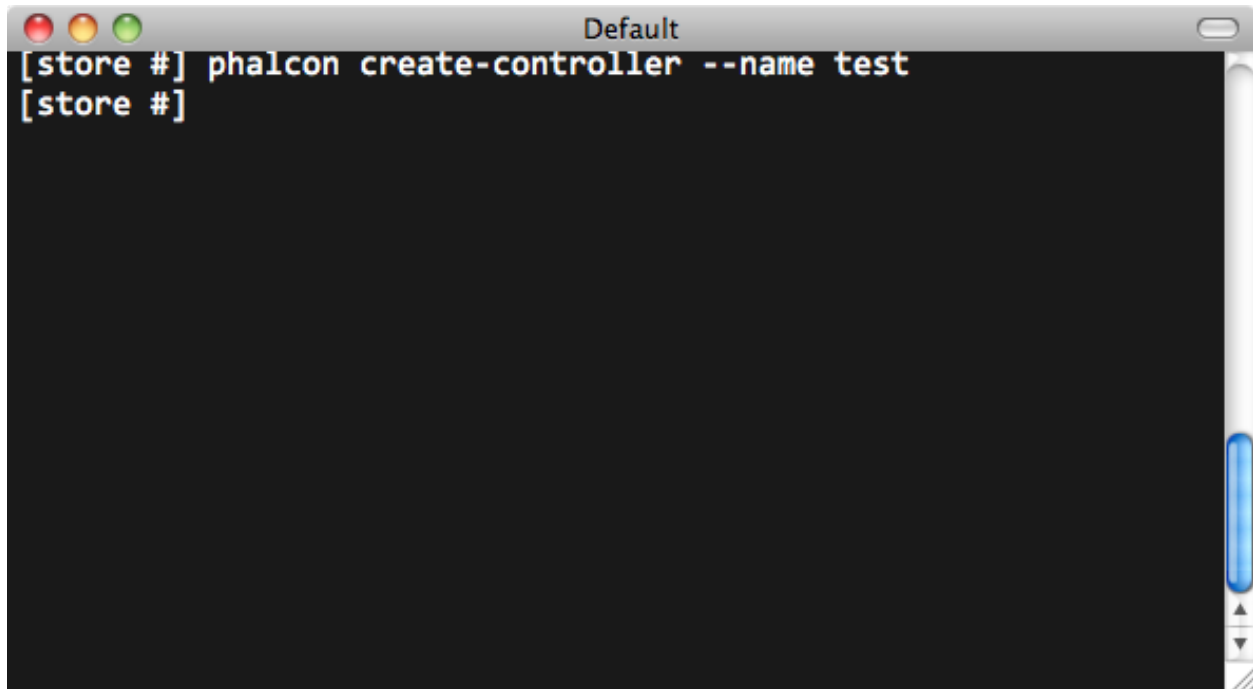 Default
[store #] phalcon create-controller --name test
[store #]